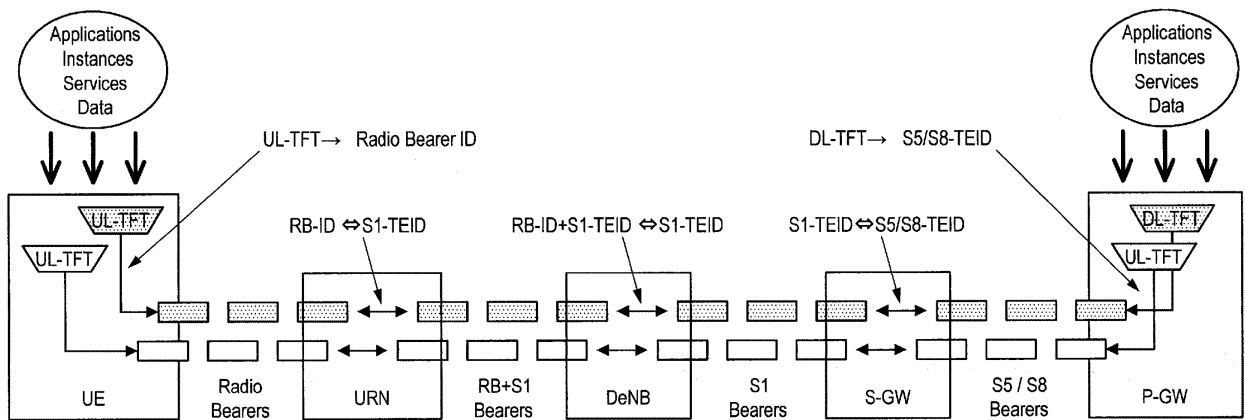 Applications
Instances
Services
Data
Applications
Instances
Services
Data
UL-TFT→ Radio Bearer ID
DL-TFT→ S5/S8-TEID
UL-TFT
DL-TFT
RB-ID ⇔S1-TEID
RB-ID+S1-TEID ⇔S1-TEID
S1-TEID⇔S5/S8-TEID
UL-TFT
UL-TFT
UE
Radio
Bearers
URN
RB+S1
Bearers
DeNB
S1
Bearers
S-GW
S5 / S8
Bearers
P-GW